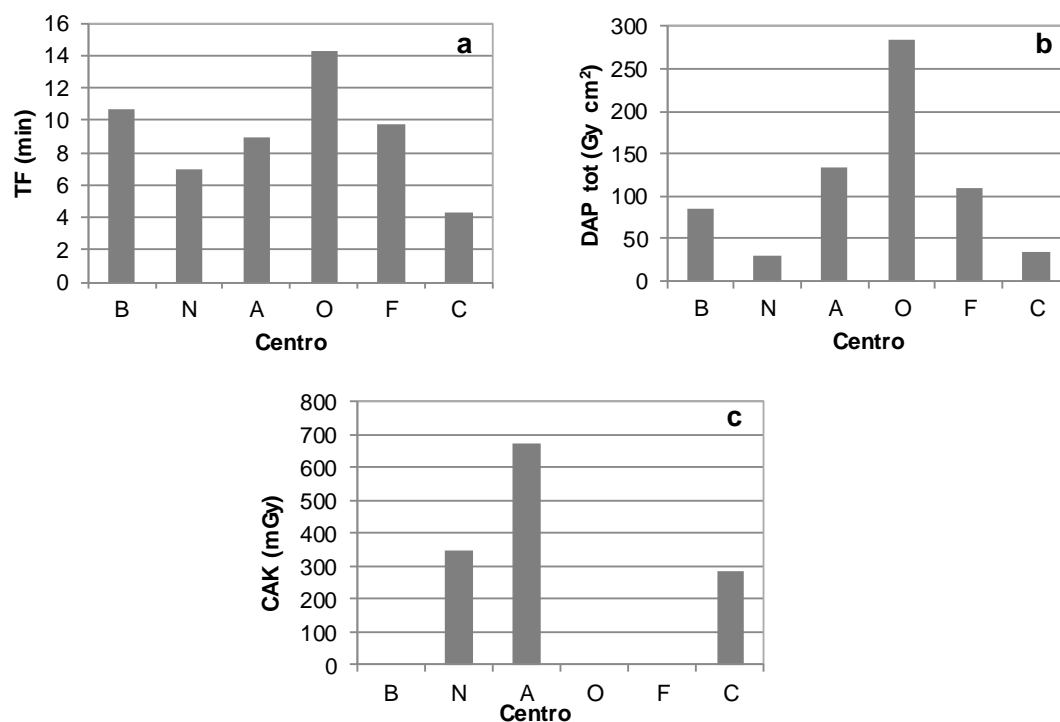 a
TF (min)
16
14
12
10
8
6
4
2
0
B N A O F C
Centro
b
DAP tot (Gy cm²)
300
250
200
150
100
50
0
B N A O F C
Centro
c
CAK (mGy)
800
700
600
500
400
300
200
100
0
B N A O F C
Centro